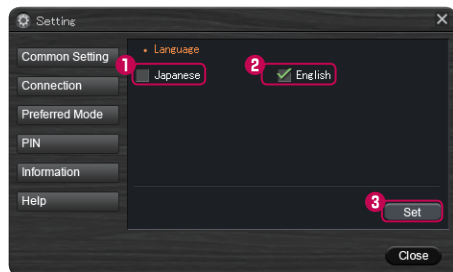 Setting
Common Setting
Connection
Preferred Mode
PIN
Information
Help
• Language
1 Japanese
2 English
3 Set
Close